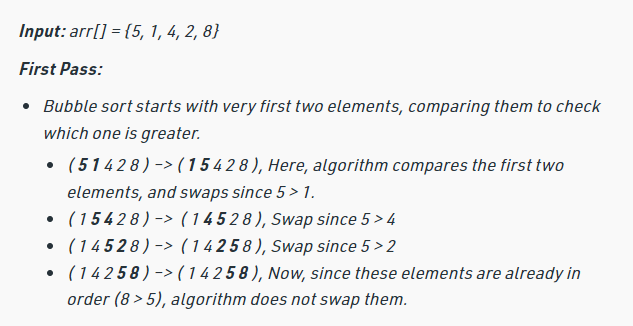 Input: arr[] = {5, 1, 4, 2, 8}
First Pass:
• Bubble sort starts with very first two elements, comparing them to check
which one is greater.
• ( 5 1 4 2 8 ) –> ( 1 5 4 2 8 ), Here, algorithm compares the first two
elements, and swaps since 5 > 1.
• ( 1 5 4 2 8 ) –> ( 1 4 5 2 8 ), Swap since 5 > 4
• ( 1 4 5 2 8 ) –> ( 1 4 2 5 8 ), Swap since 5 > 2
• ( 1 4 2 5 8 ) –> ( 1 4 2 5 8 ), Now, since these elements are already in
order (8 > 5), algorithm does not swap them.